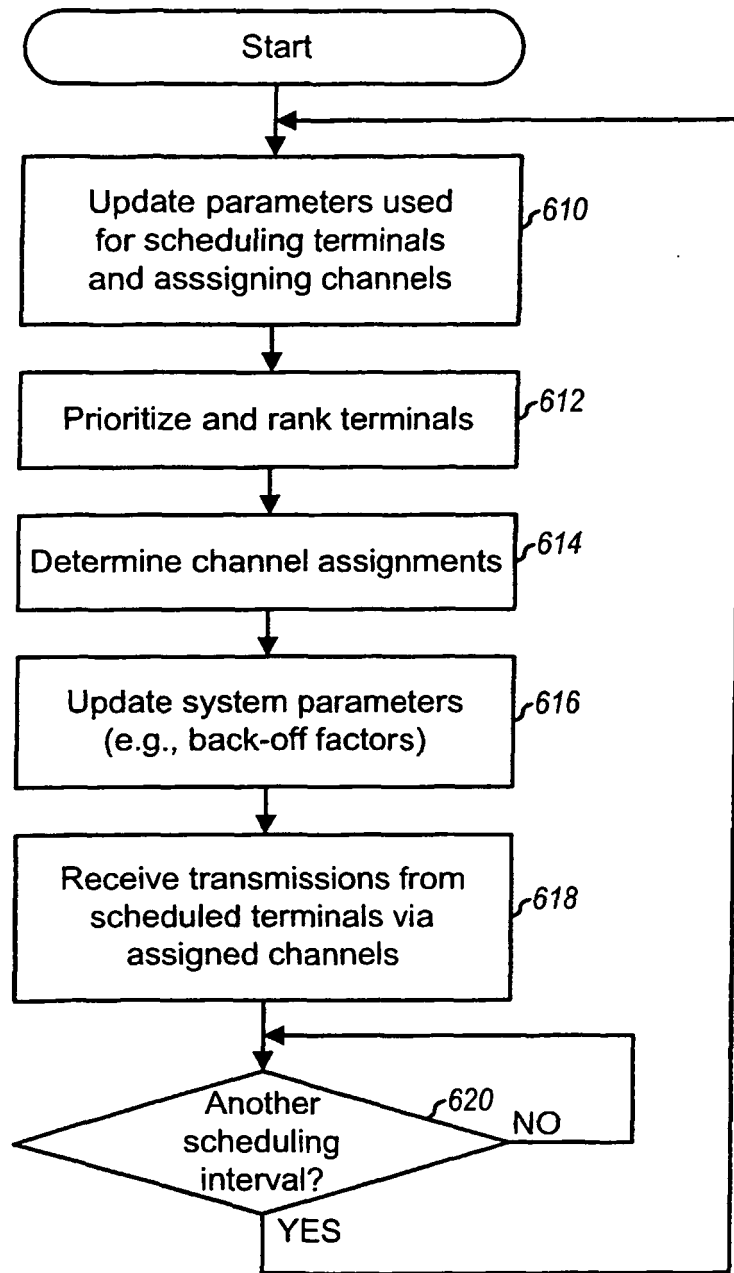 Start
Update parameters used
for scheduling terminals
and asssigning channels
610
Prioritize and rank terminals
612
Determine channel assignments
614
Update system parameters
(e.g., back-off factors)
616
Receive transmissions from
scheduled terminals via
assigned channels
618
Another
scheduling
interval?
620
NO
YES